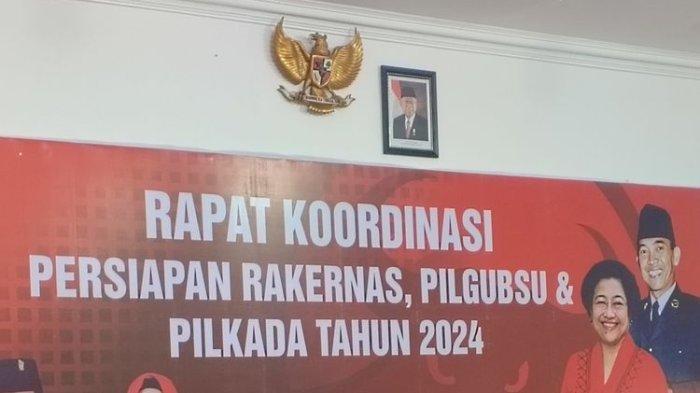 RAPAT KOORDINASI
PERSIAPAN RAKERNAS, PILGUBSU &
PILKADA TAHUN 2024